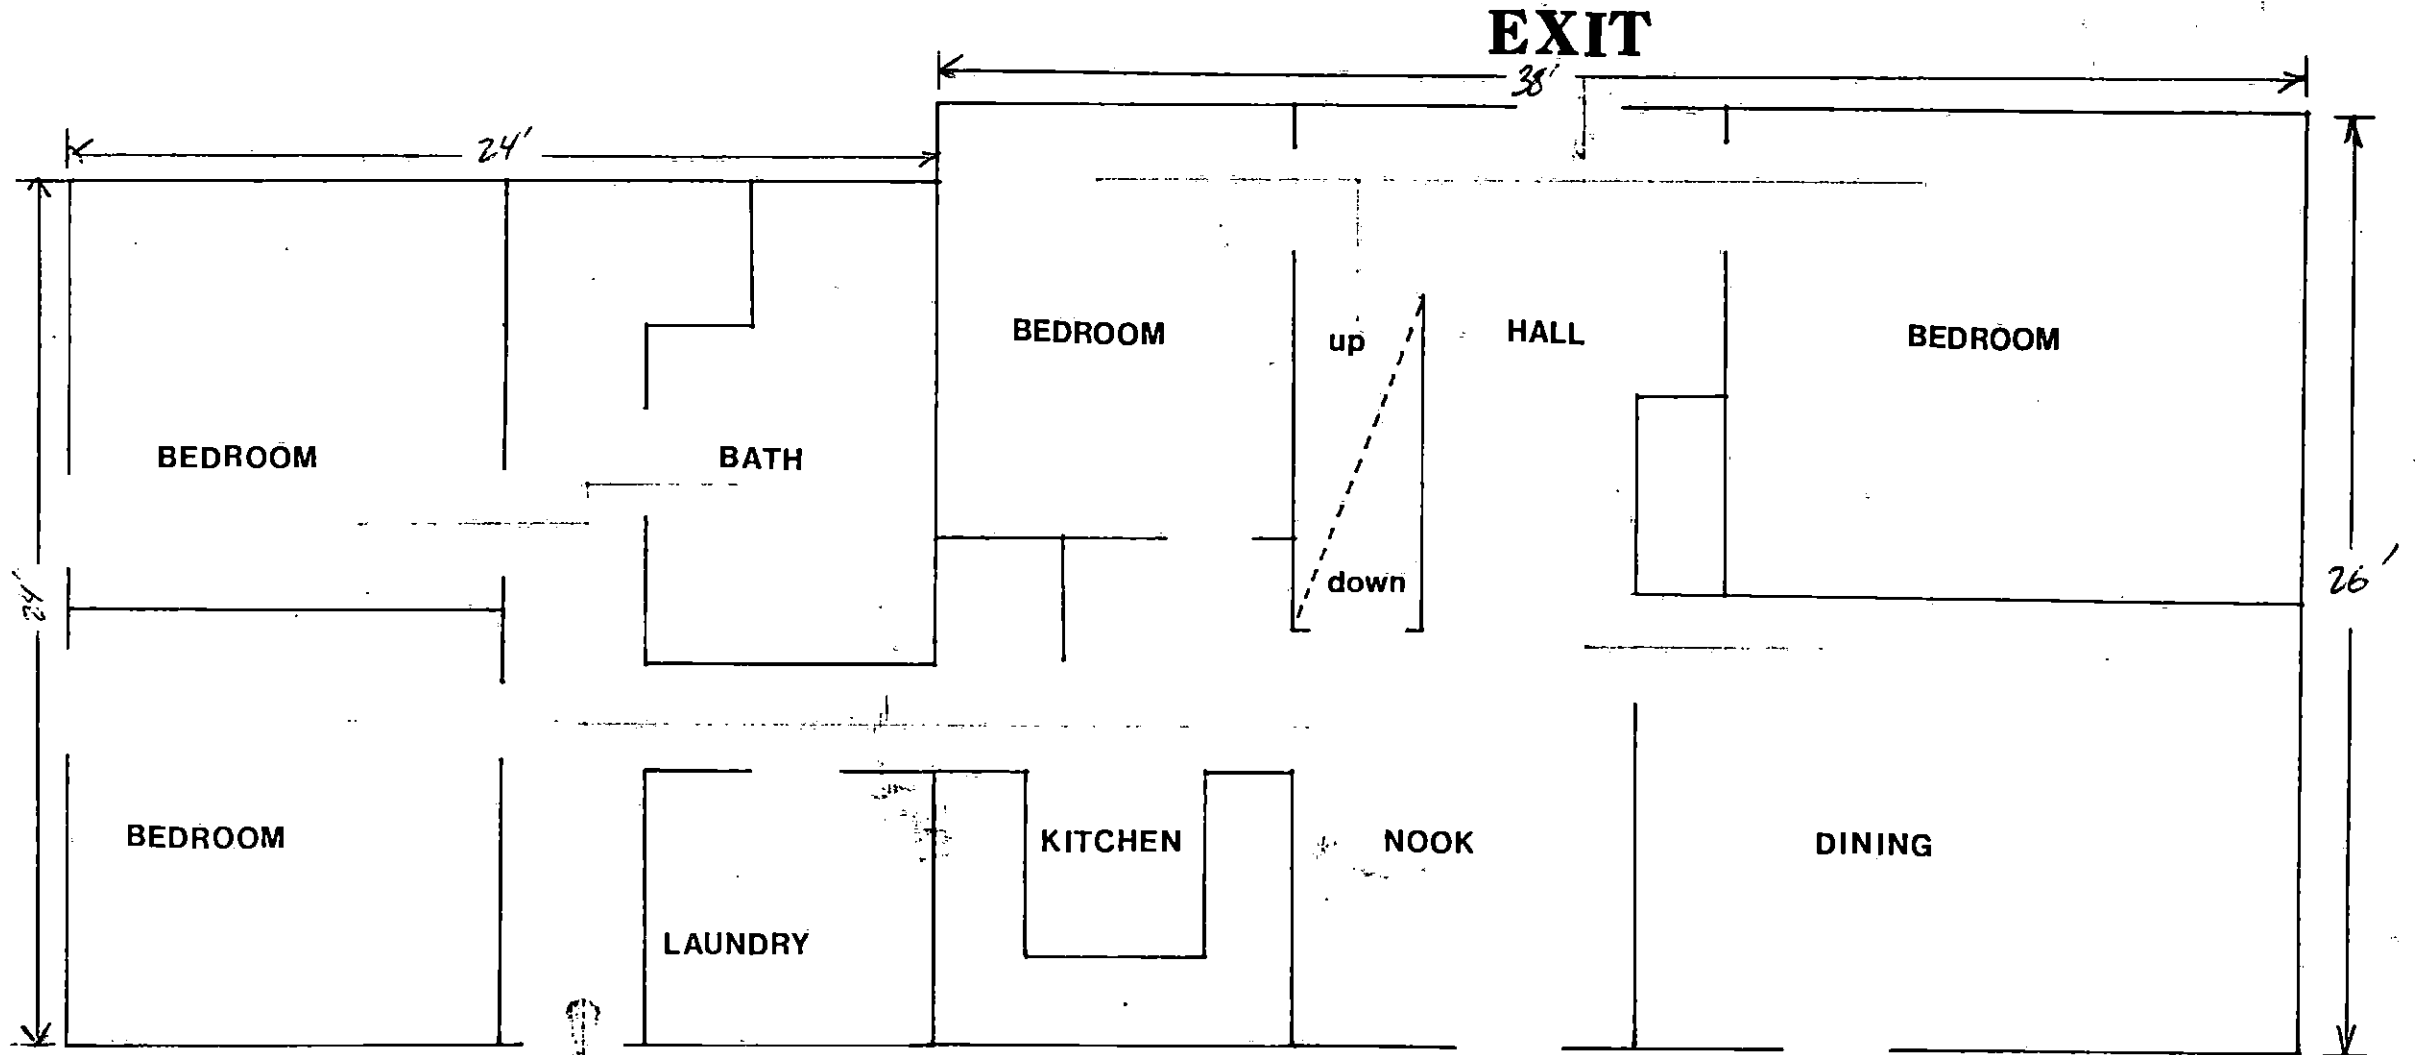 EXIT
38'
24'
BEDROOM
up
HALL
BEDROOM
BEDROOM
BATH
down
24'
26'
BEDROOM
KITCHEN
NOOK
DINING
LAUNDRY